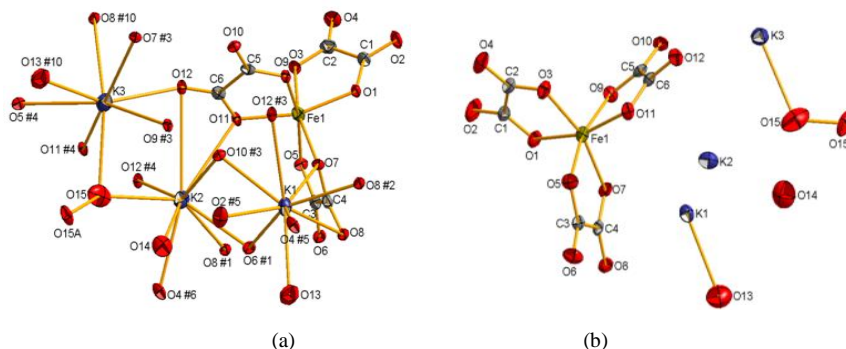 O8 #10
O7 #3
O13 #10
K3
O5 #4
O11 #4
O9 #3
O12
O10
C5
O9
C6
O3
C2
O4
C1
O2
O1
O12 #3
O11
Fe1
O10 #3
O5
O7
O12 #4
K2
O15
O15A
O2 #5
K1
C3
C4
O8 #2
O14
O8 #1
O6 #1
O4 #5
O6
O8
O4 #6
O13
(a)
O4
C2
O3
O2
C1
O1
O10
C5
O12
C6
O9
O11
Fe1
K3
O15
O15
K2
O14
O5
O7
K1
C3
C4
O6
O8
O13
(b)